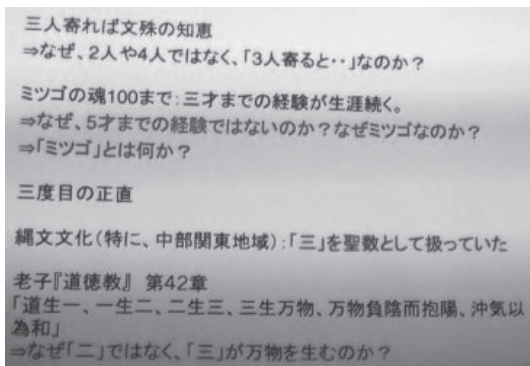 三人寄れば文殊の知恵
⇒なぜ、2人や4人ではなく、「3人寄ると・・」なのか?
ミツゴの魂100まで:三才までの経験が生涯続く。
⇒なぜ、5才までの経験ではないのか?なぜミツゴなのか?
⇒「ミツゴ」とは何か?
三度目の正直
縄文文化(特に、中部関東地域):「三」を聖数として扱っていた
老子『道徳教』 第42章
「道生一、一生二、二生三、三生万物、万物負陰而抱陽、沖気以
為和」
⇒なぜ「二」ではなく、「三」が万物を生むのか?